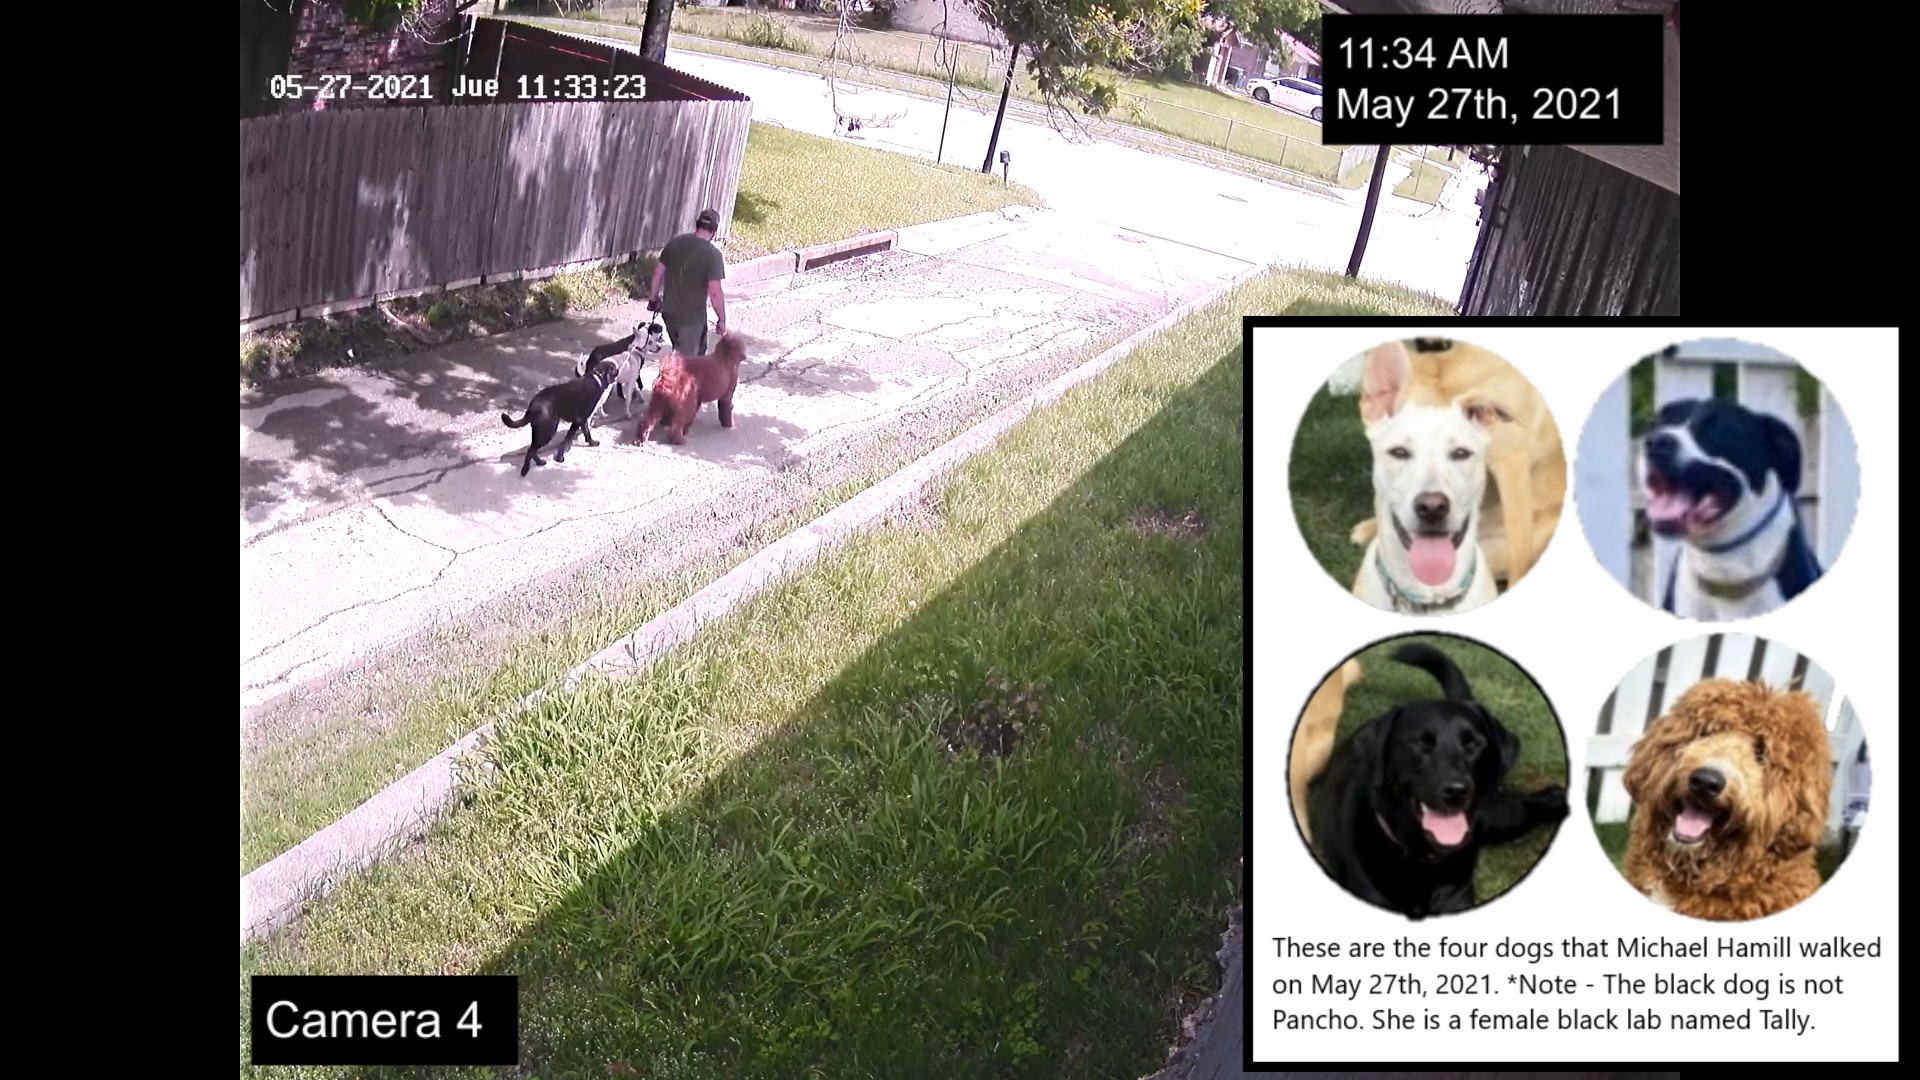 05-27-2021 Jue 11:33:23
11:34 AM
May 27th, 2021
Camera 4
These are the four dogs that Michael Hamill walked
on May 27th, 2021. *Note - The black dog is not
Pancho. She is a female black lab named Tally.